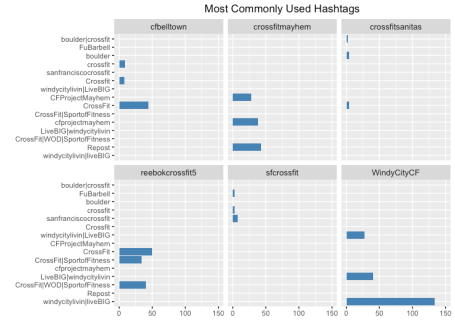 Most Commonly Used Hashtags
cfbelltown crossfitmayhem crossfitsanitas
boulder|crossfit
FuBarbell
boulder
crossfit
sanfranciscocrossfit
Crossfit
windycitylivin|LiveBIG
CFProjectMayhem
CrossFit
CrossFit|SportofFitness
cfprojectmayhem
LiveBIG|windycitylivin
CrossFit|WOD|SportofFitness
Repost
windycitylivin|liveBIG
reebokcrossfit5 sfcrossfit WindyCityCF
boulder|crossfit
FuBarbell
boulder
crossfit
sanfranciscocrossfit
Crossfit
windycitylivin|LiveBIG
CFProjectMayhem
CrossFit
CrossFit|SportofFitness
cfprojectmayhem
LiveBIG|windycitylivin
CrossFit|WOD|SportofFitness
Repost
windycitylivin|liveBIG
0 50 100 150 0 50 100 150 0 50 100 150